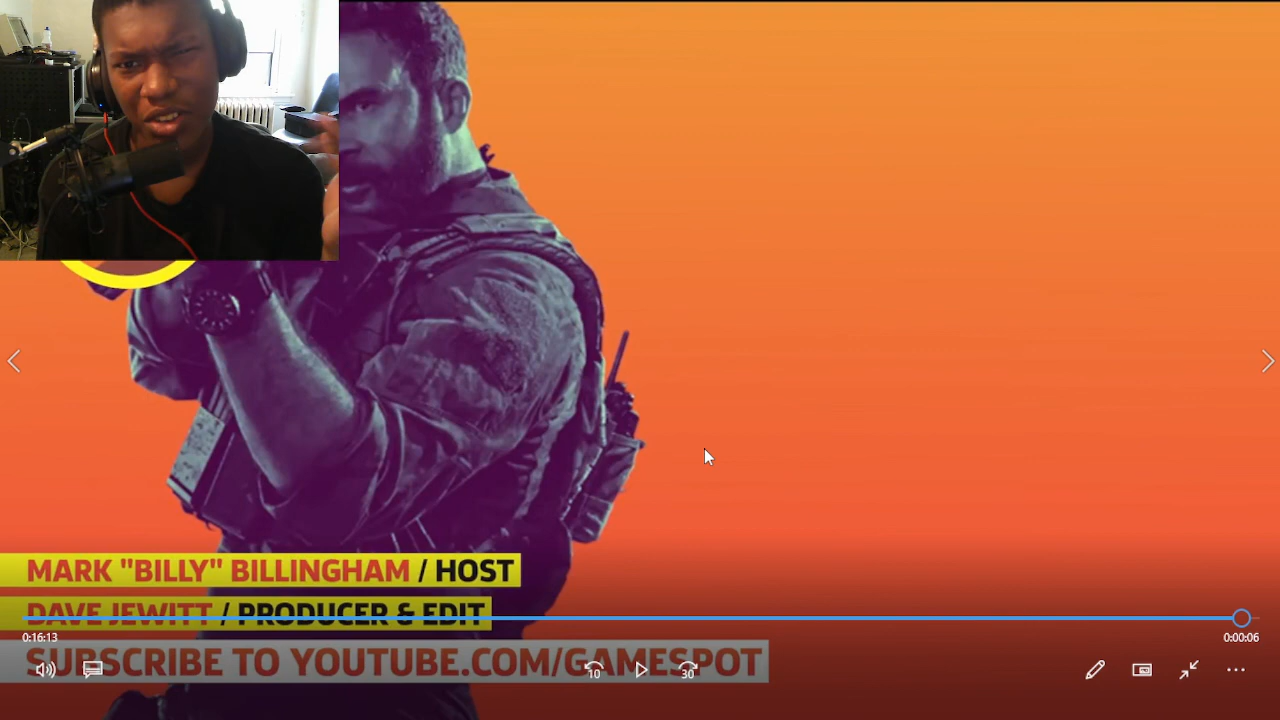 MARK "BILLY" BILLINGHAM / HOST
DAVE JEWITT / PRODUCER & EDIT
0:16:13
0:00:06
SUBSCRIBE TO YOUTUBE.COM/GAMESPOT
10
30